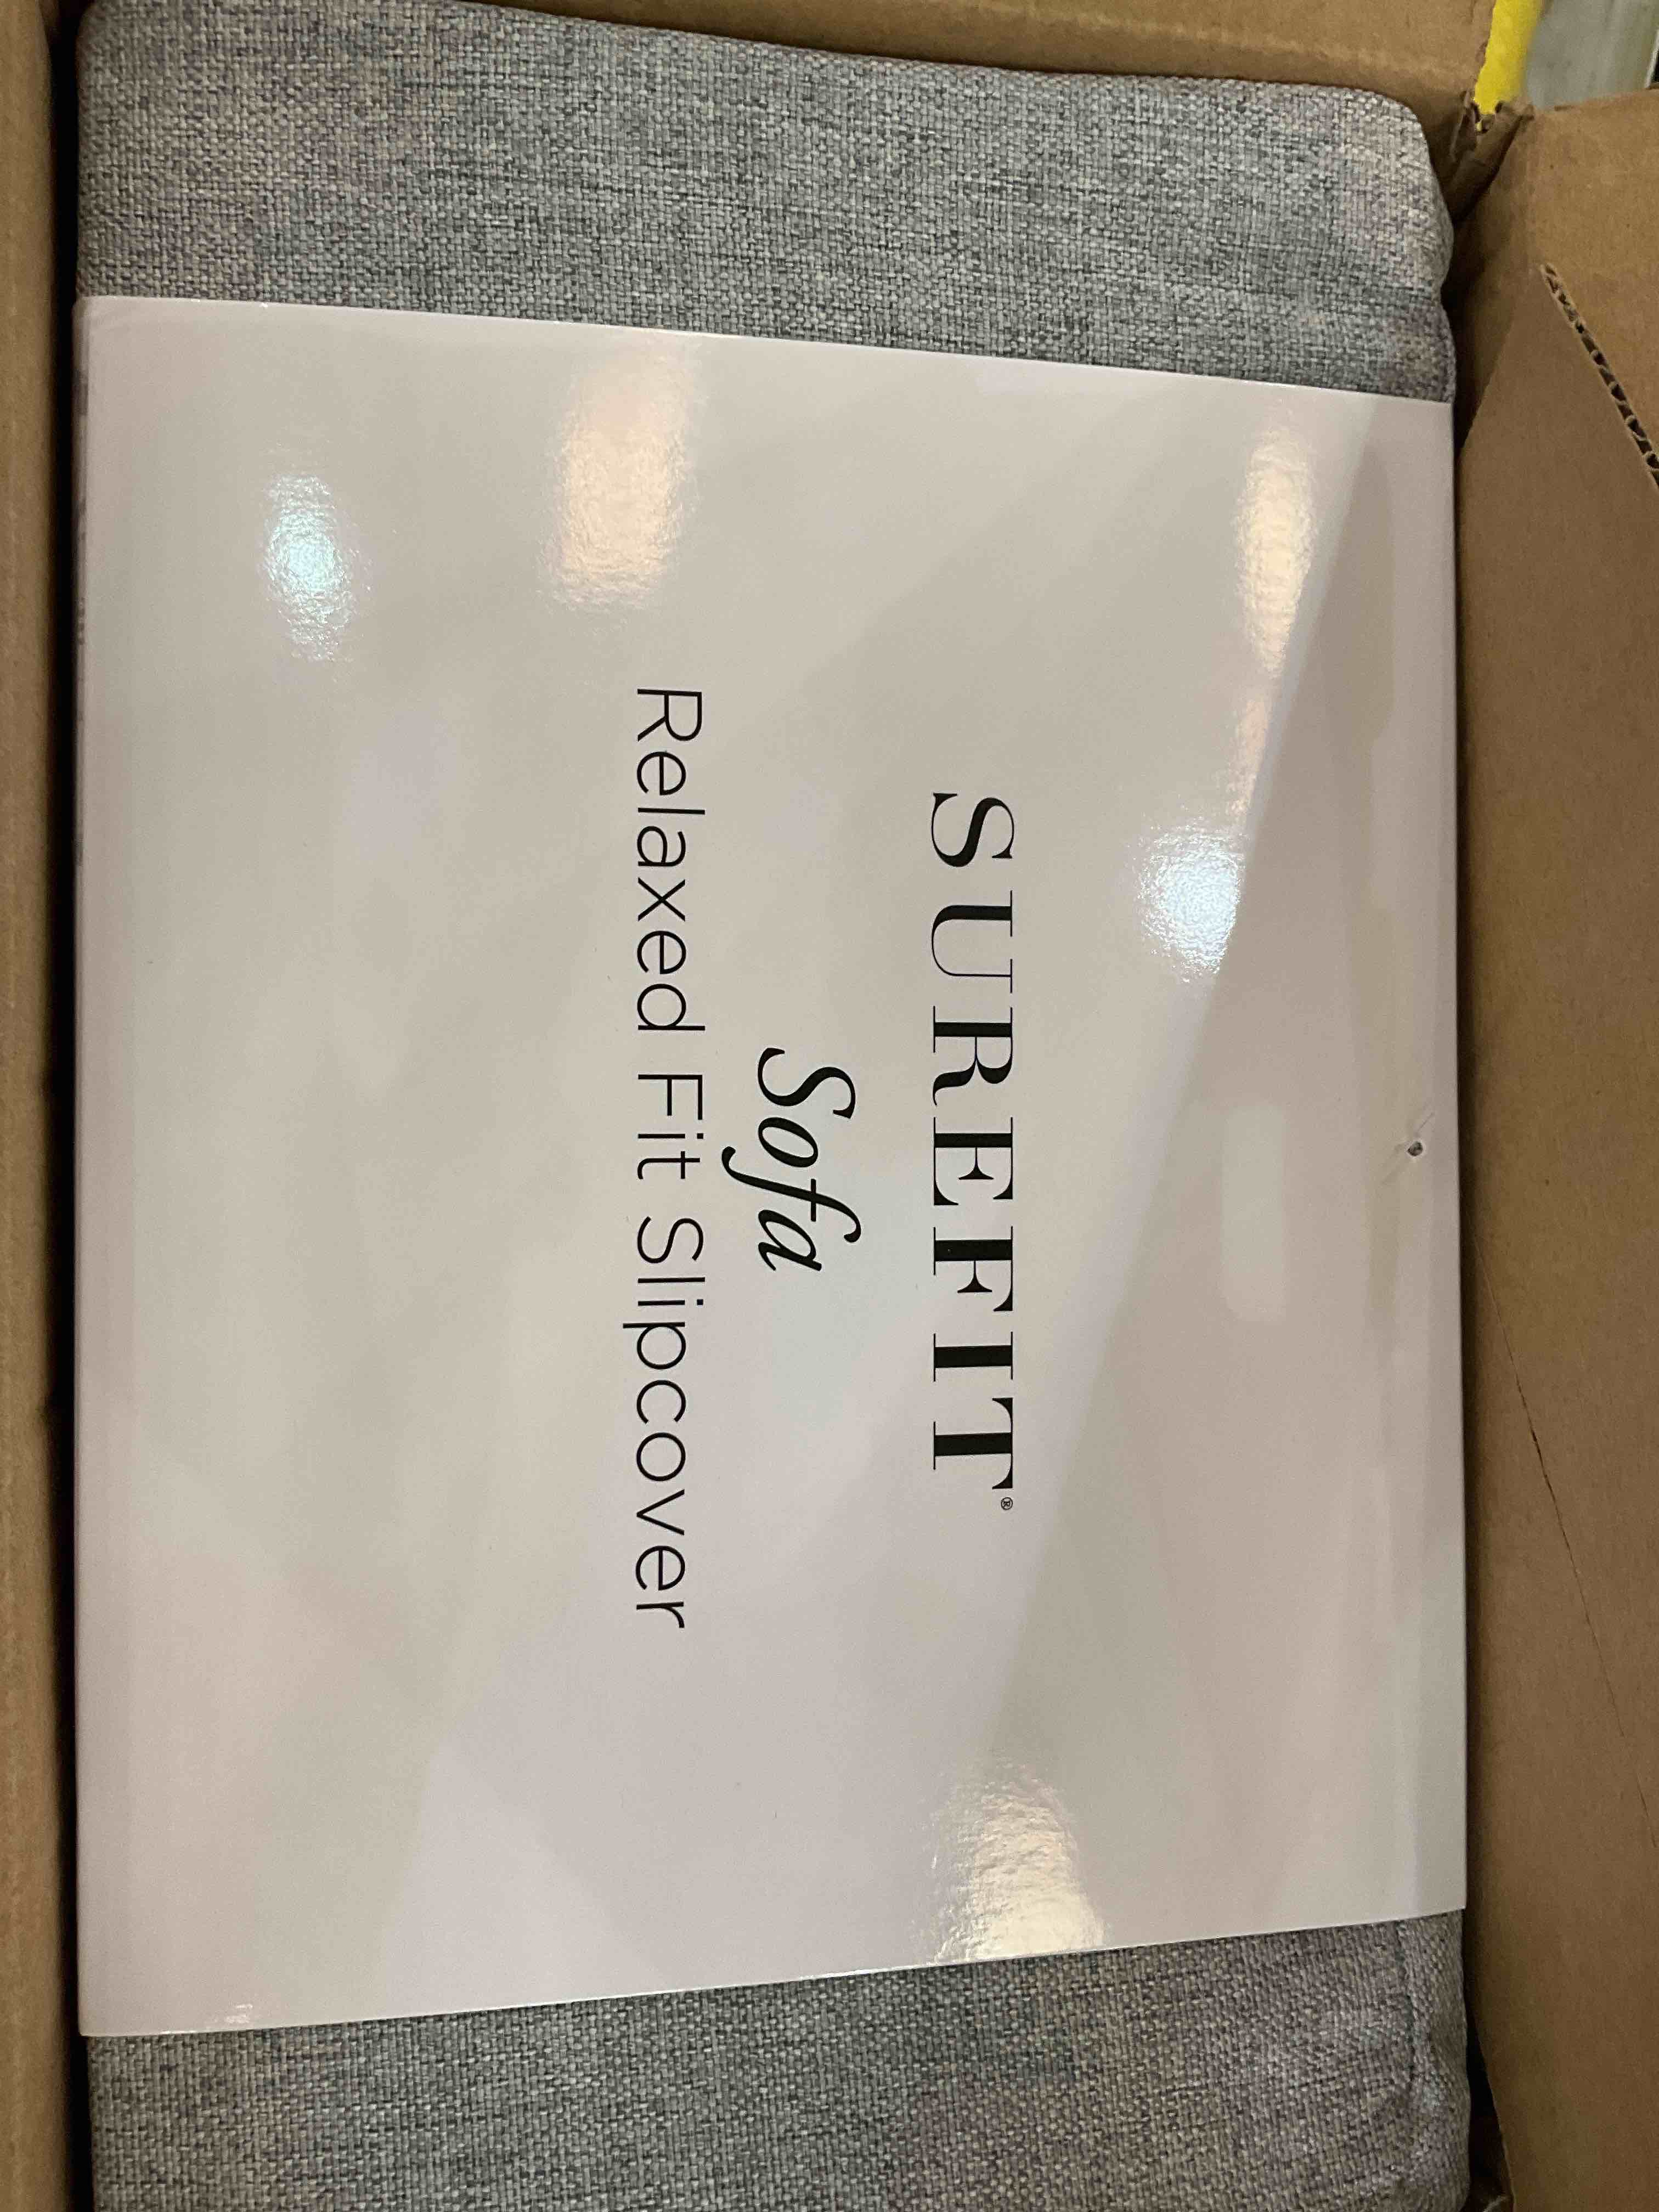 SUREFIT®
Sofa
Relaxed Fit Slipcover